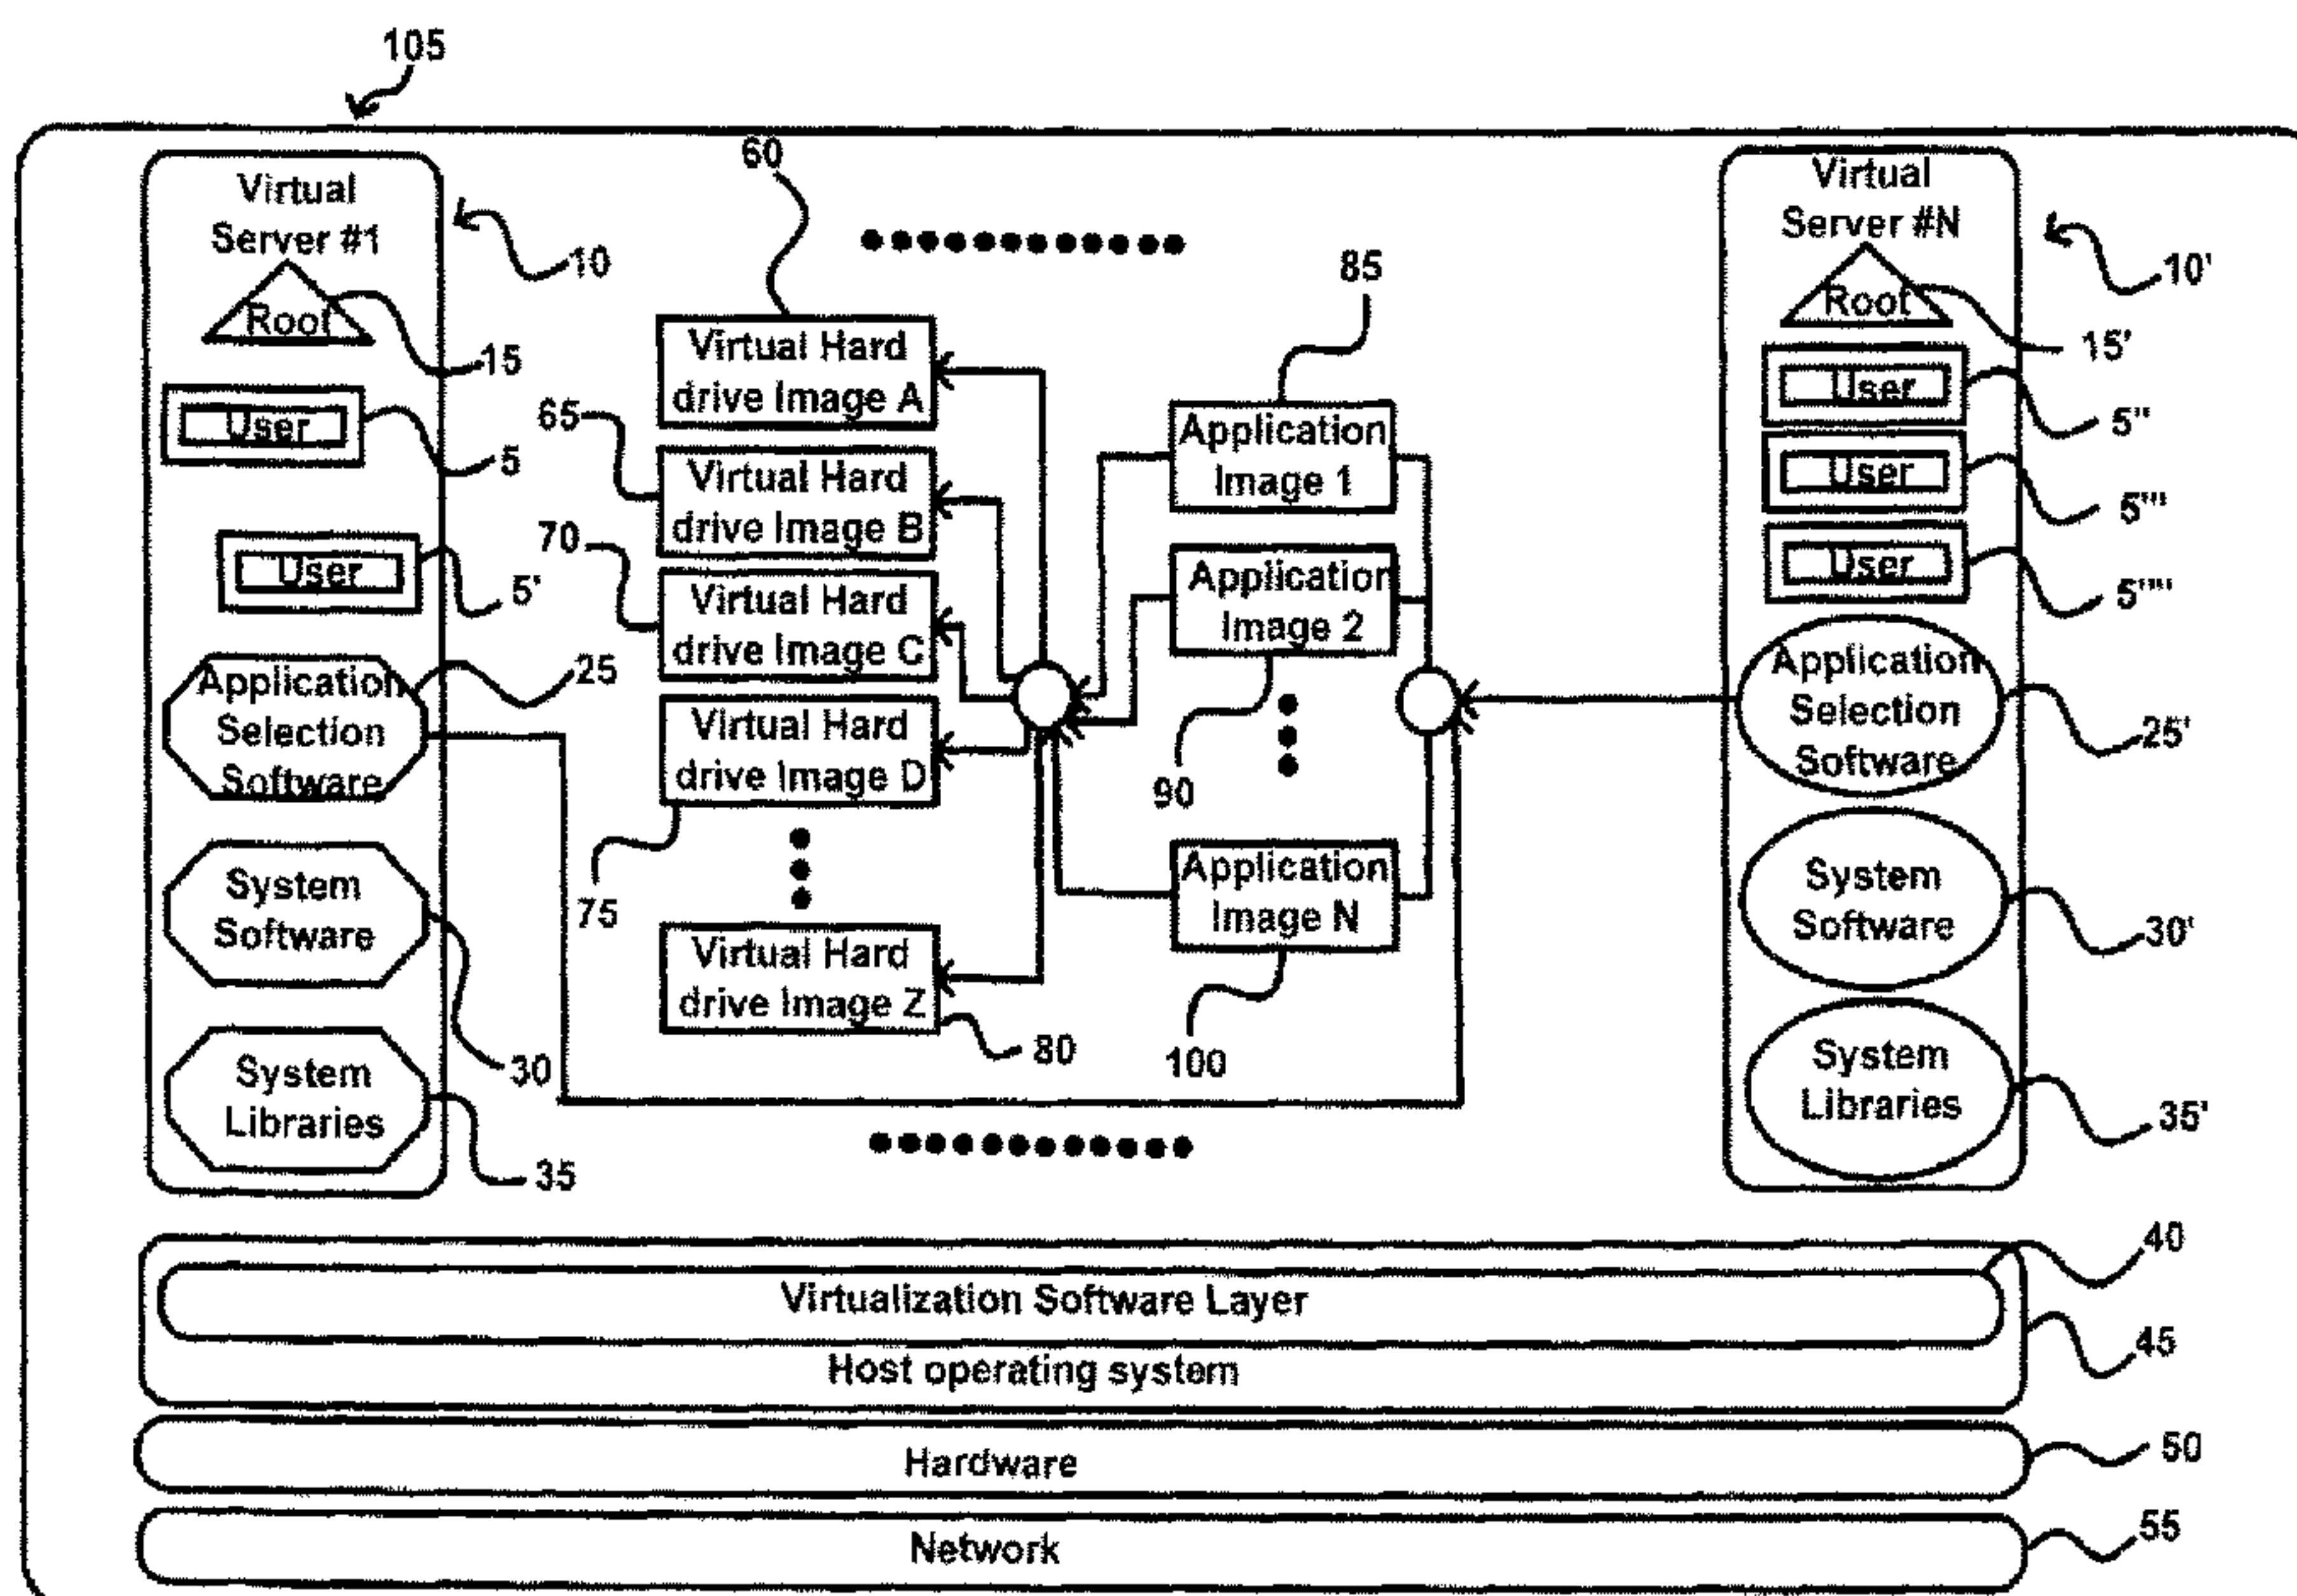 105
Virtual
Server #1
Root
10
15
User
5
User
5'
Application
Selection
Software
25
System
Software
30
System
Libraries
35
60
Virtual Hard
drive Image A
65
Virtual Hard
drive Image B
70
Virtual Hard
drive Image C
Virtual Hard
drive Image D
75
Virtual Hard
drive Image Z
80
85
Application
Image 1
Application
Image 2
90
Application
Image N
100
Virtual
Server #N
10'
Root
15'
User
5''
User
5'''
User
5''''
Application
Selection
Software
25'
System
Software
30'
System
Libraries
35'
40
Virtualization Software Layer
45
Host operating system
Hardware
50
Network
55